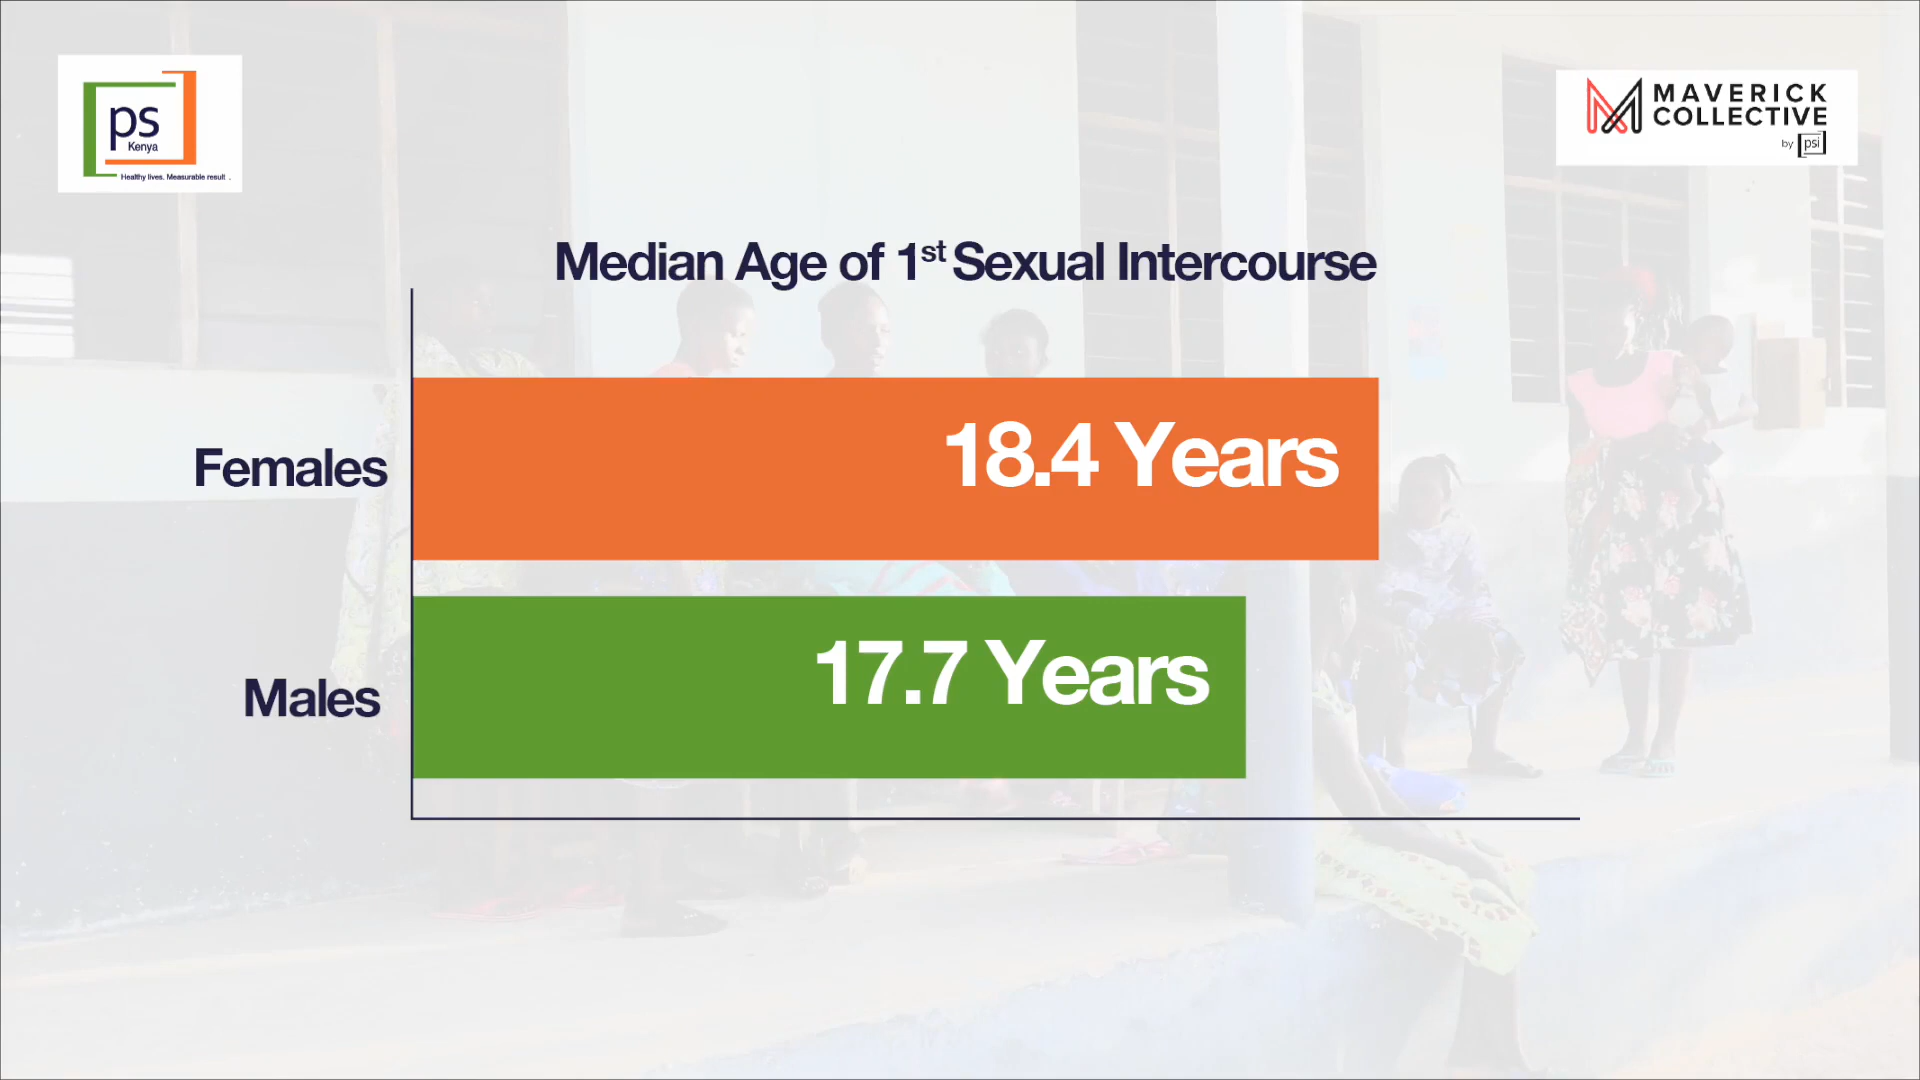 ps
Kenya
Healthy lives. Measurable result .
MAVERICK
COLLECTIVE
by psi
Median Age of 1st Sexual Intercourse
Females
18.4 Years
Males
17.7 Years